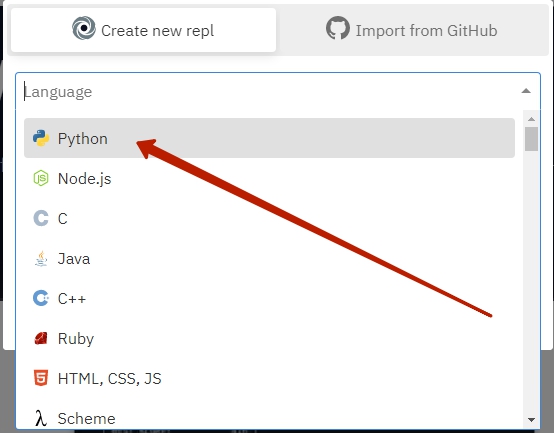 Create new repl
Import from GitHub
Language
Python
Node.js
C
Java
C++
Ruby
HTML, CSS, JS
Scheme